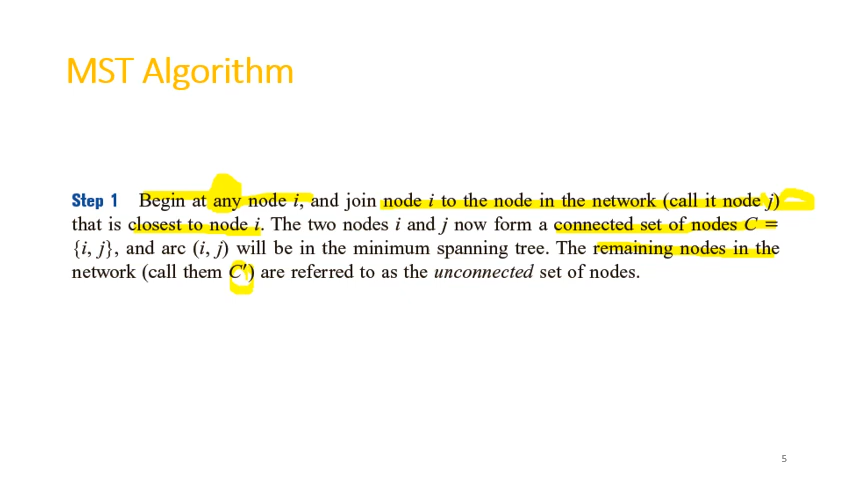 MST Algorithm
Step 1 Begin at any node i, and join node i to the node in the network (call it node j)
that is closest to node i. The two nodes i and j now form a connected set of nodes C =
{i, j}, and arc (i, j) will be in the minimum spanning tree. The remaining nodes in the
network (call them C′) are referred to as the unconnected set of nodes.
5